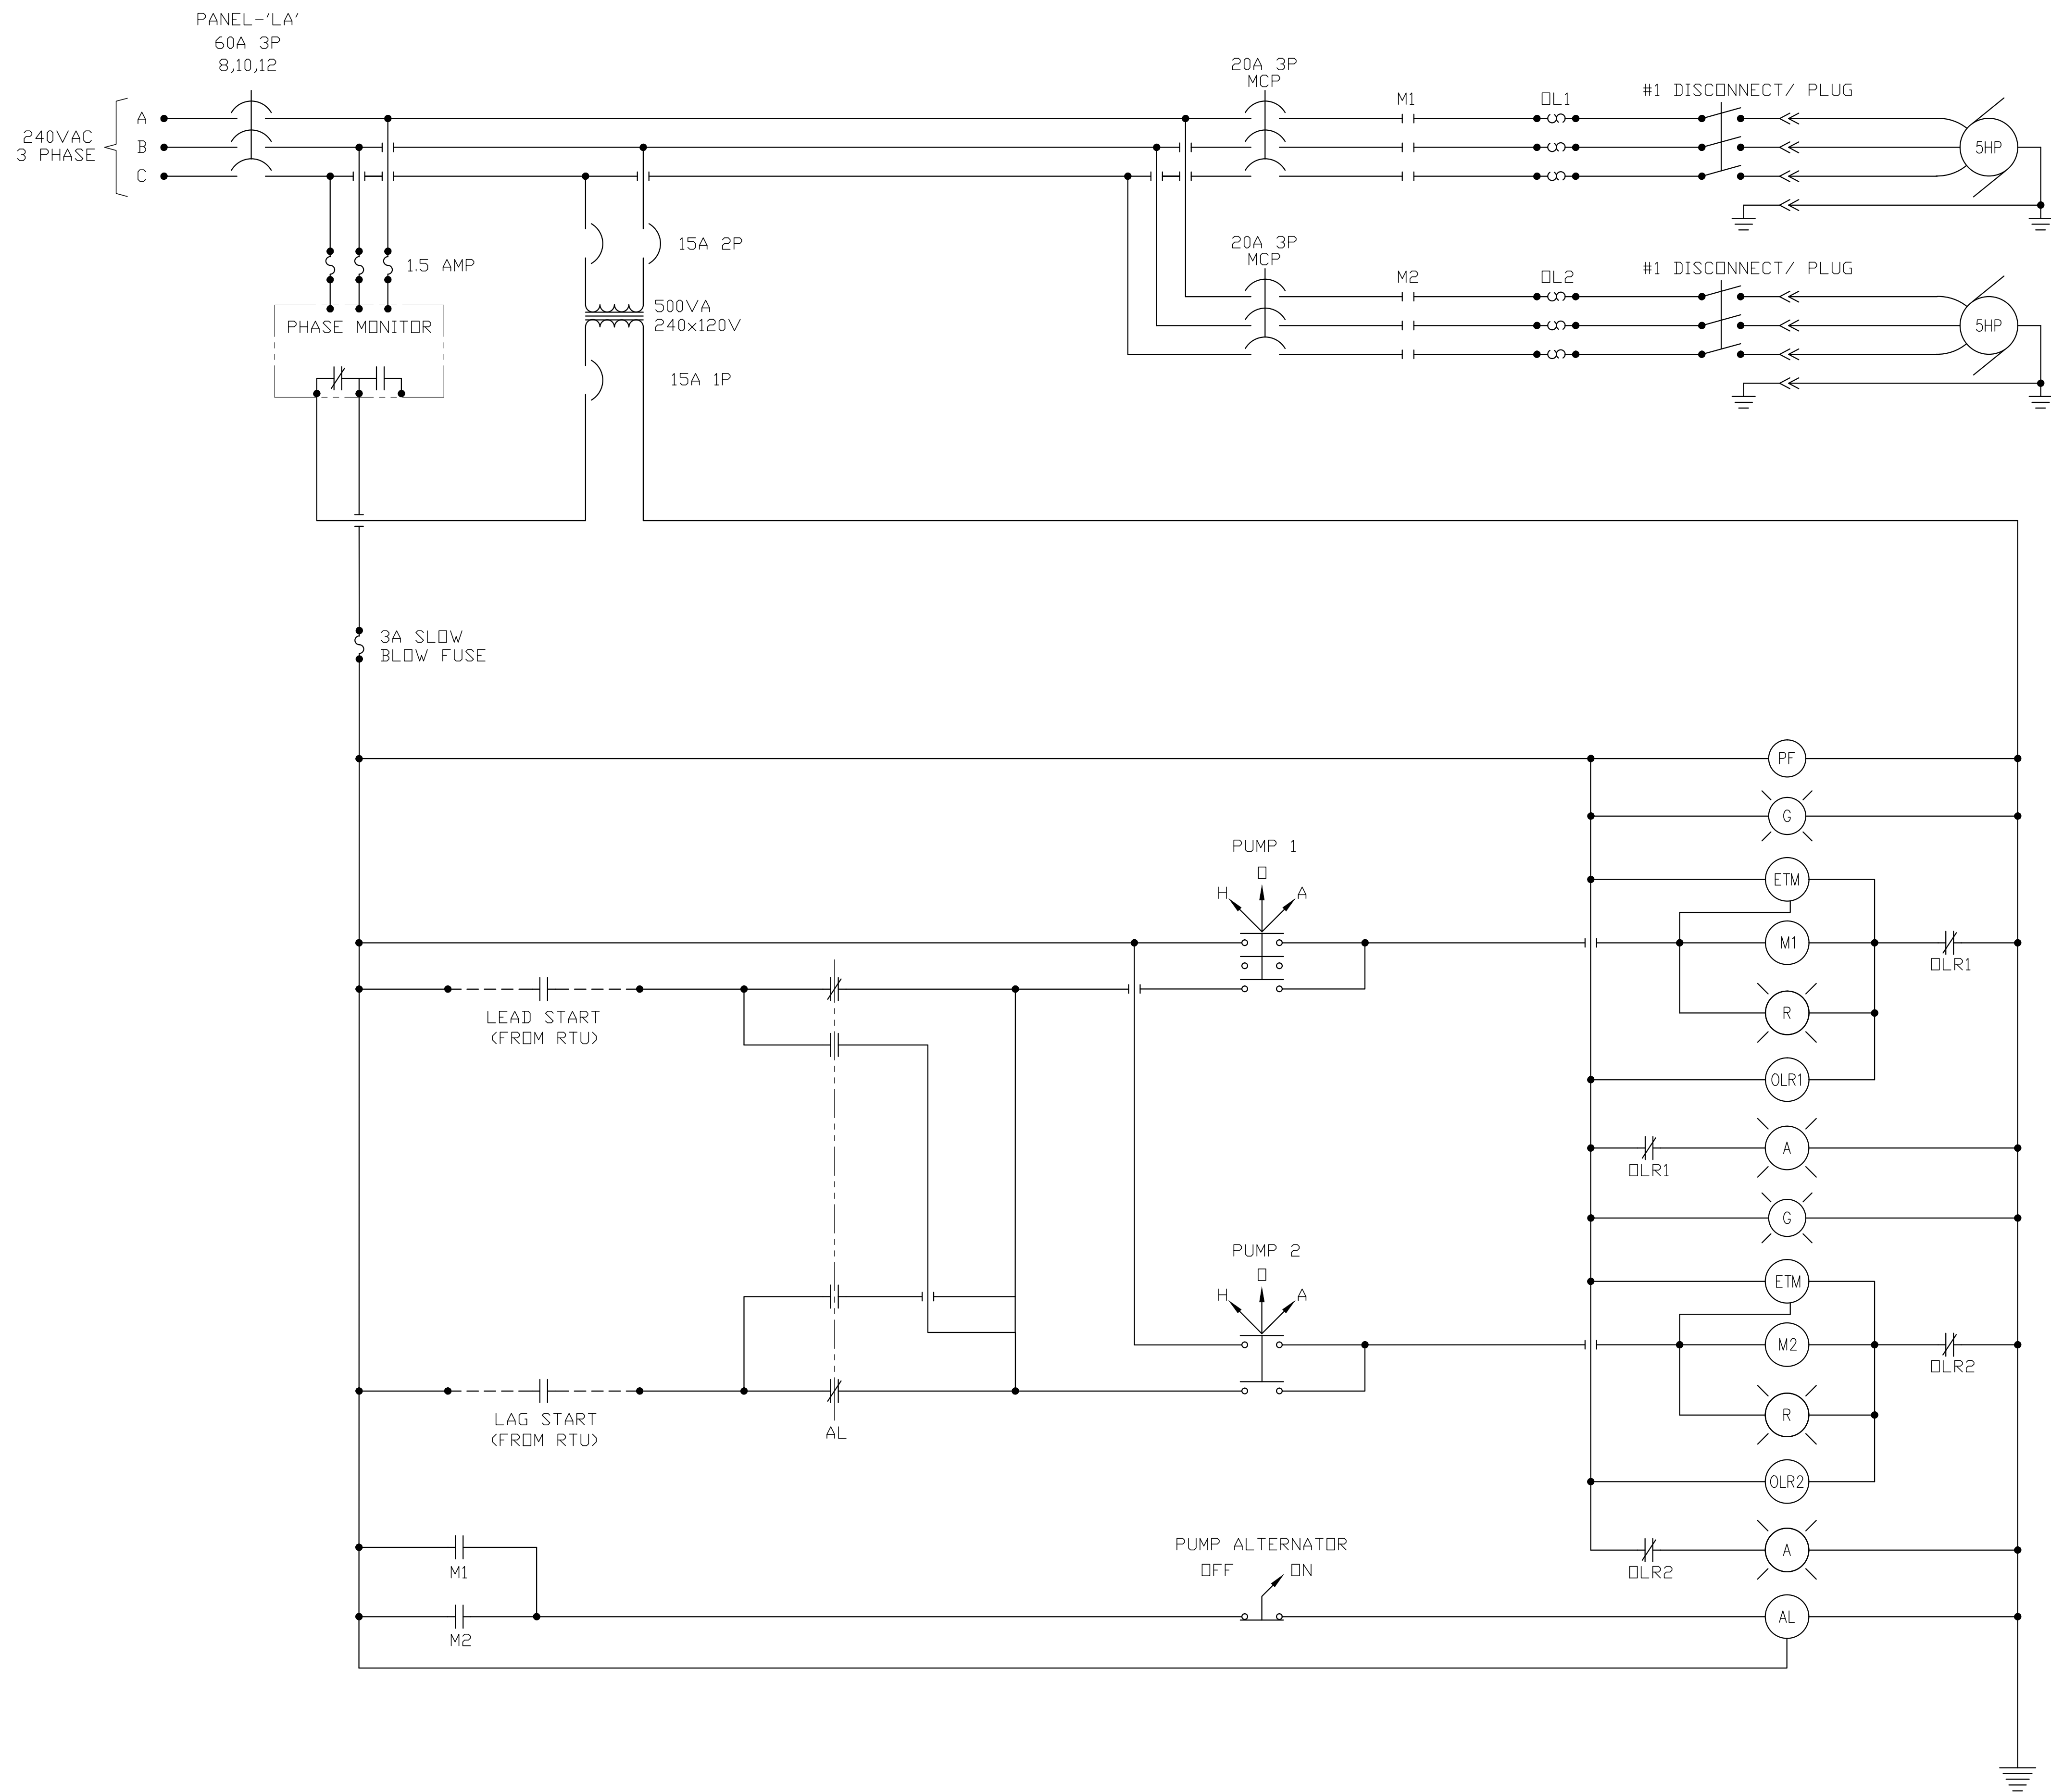 PANEL-'LA'
60A 3P
8,10,12
240VAC
3 PHASE
A
B
C
20A 3P
MCP
M1
OL1
#1 DISCONNECT/ PLUG
5HP
15A 2P
1.5 AMP
PHASE MONITOR
500VA
240x120V
15A 1P
20A 3P
MCP
M2
OL2
#1 DISCONNECT/ PLUG
5HP
3A SLOW
BLOW FUSE
PF
G
PUMP 1
O
H
A
ETM
M1
OLR1
LEAD START
(FROM RTU)
R
OLR1
A
OLR1
G
PUMP 2
O
H
A
ETM
M2
OLR2
LAG START
(FROM RTU)
AL
R
OLR2
A
OLR2
M1
PUMP ALTERNATOR
OFF ON
M2
AL